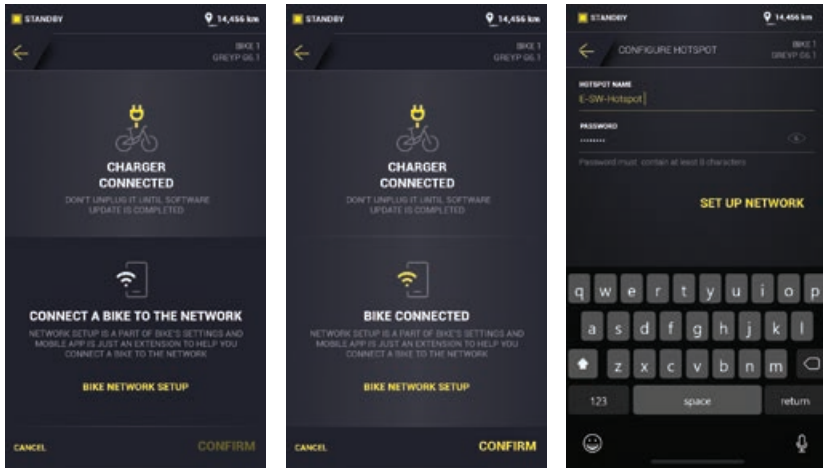 STANDBY
14,456 km
BIKE 1
GREYP G6.1
CHARGER
CONNECTED
DON'T UNPLUG IT UNTIL SOFTWARE
UPDATE IS COMPLETED
CONNECT A BIKE TO THE NETWORK
NETWORK SETUP IS A PART OF BIKE'S SETTINGS AND
MOBILE APP IS JUST AN EXTENSION TO HELP YOU
CONNECT A BIKE TO THE NETWORK
BIKE NETWORK SETUP
CANCEL
CONFIRM
STANDBY
14,456 km
BIKE 1
GREYP G6.1
CHARGER
CONNECTED
DON'T UNPLUG IT UNTIL SOFTWARE
UPDATE IS COMPLETED
BIKE CONNECTED
NETWORK SETUP IS A PART OF BIKE'S SETTINGS AND
MOBILE APP IS JUST AN EXTENSION TO HELP YOU
CONNECT A BIKE TO THE NETWORK
BIKE NETWORK SETUP
CANCEL
CONFIRM
STANDBY
14,456 km
CONFIGURE HOTSPOT
BIKE 1
GREYP G6.1
HOTSPOT NAME
E-SW-Hotspot
PASSWORD
••••••••
Password must contain at least 8 characters
SET UP NETWORK
q w e r t y u i o p
a s d f g h j k l
z x c v b n m
123 space return